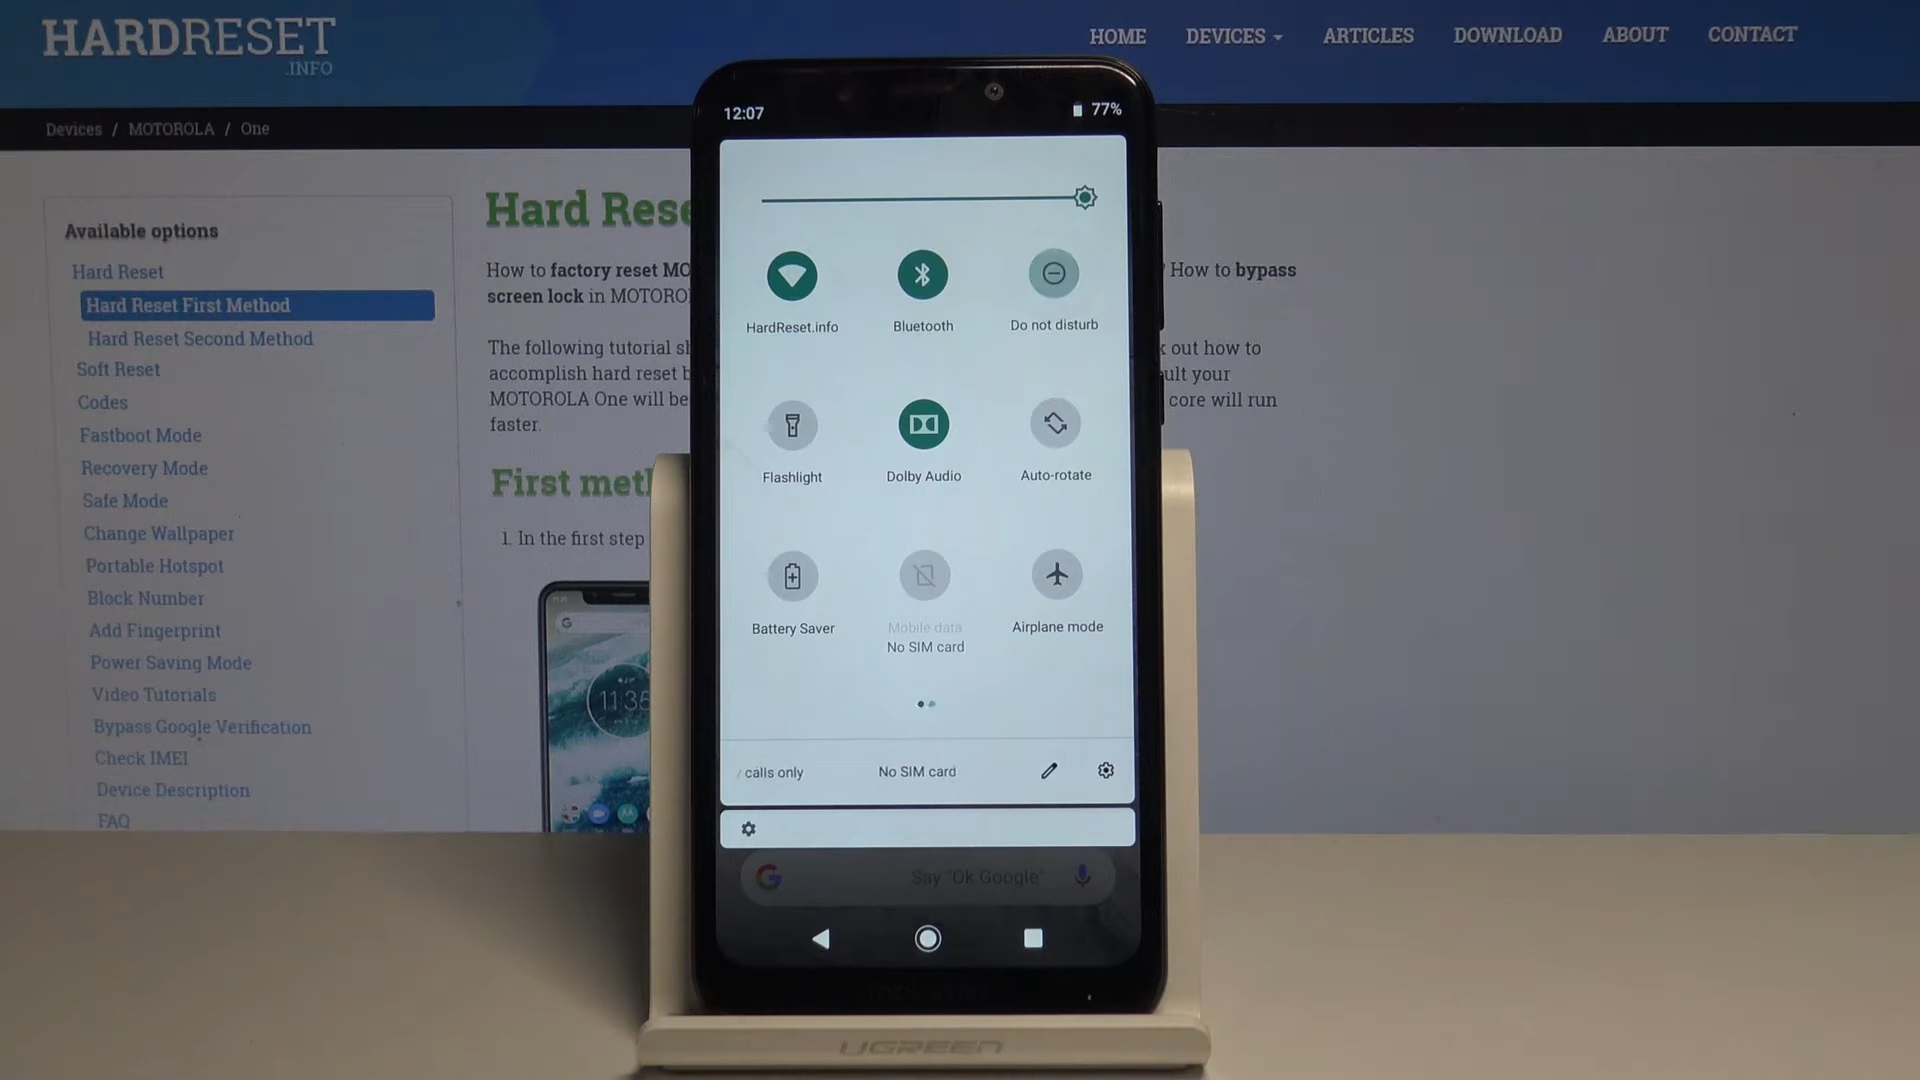 HARDRESET
.INFO
HOME DEVICES ARTICLES DOWNLOAD ABOUT CONTACT
Devices / MOTOROLA / One
Available options
Hard Reset
Hard Reset First Method
Hard Reset Second Method
Soft Reset
Codes
Fastboot Mode
Recovery Mode
Safe Mode
Change Wallpaper
Portable Hotspot
Block Number
Add Fingerprint
Power Saving Mode
Video Tutorials
Bypass Google Verification
Check IMEI
Device Description
FAQ
Hard Rese
How to factory reset MO How to bypass
screen lock in MOTORO
The following tutorial s k out how to
accomplish hard reset b ult your
MOTOROLA One will be core will run
faster.
First met
1. In the first step
11:35
12:07 77%
HardReset.info Bluetooth Do not disturb
Flashlight Dolby Audio Auto-rotate
Battery Saver Mobile data Airplane mode
No SIM card
calls only No SIM card
Say "Ok Google"
UGREEN